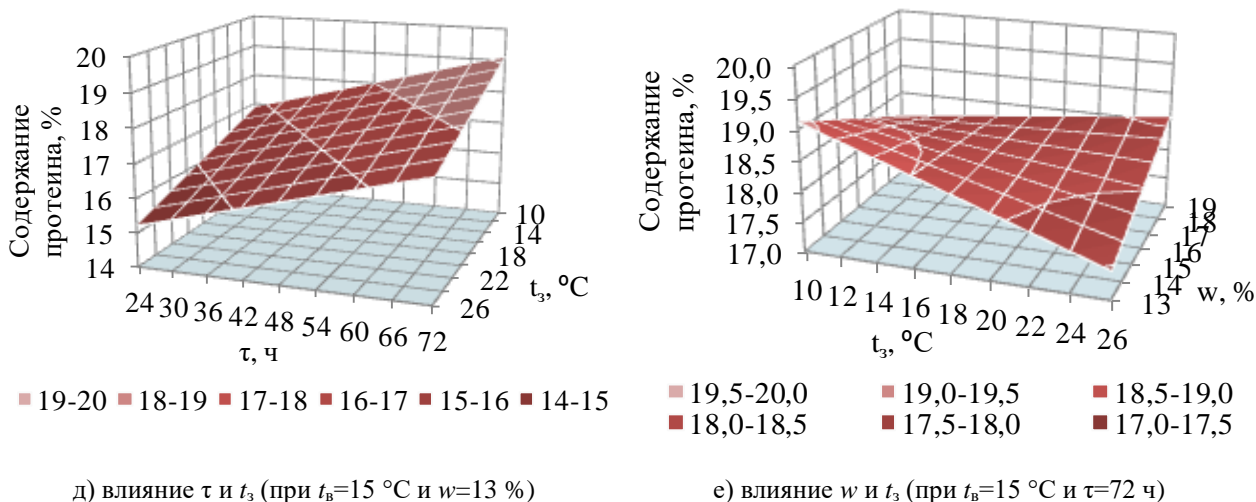 Содержание
протеина, %
20
19
18
17
16
15
14
24 30 36 42 48 54 60 66 72
τ, ч
10
14
18
22
26
tз, ⁰С
19-20 18-19 17-18 16-17 15-16 14-15
д) влияние τ и tз (при tв=15 °С и w=13 %)
Содержание
протеина, %
20,0
19,5
19,0
18,5
18,0
17,5
17,0
10 12 14 16 18 20 22 24 26
tз, ⁰С
19
18
17
16
15
14
13
w, %
19,5-20,0 19,0-19,5 18,5-19,0
18,0-18,5 17,5-18,0 17,0-17,5
е) влияние w и tз (при tв=15 °С и τ=72 ч)